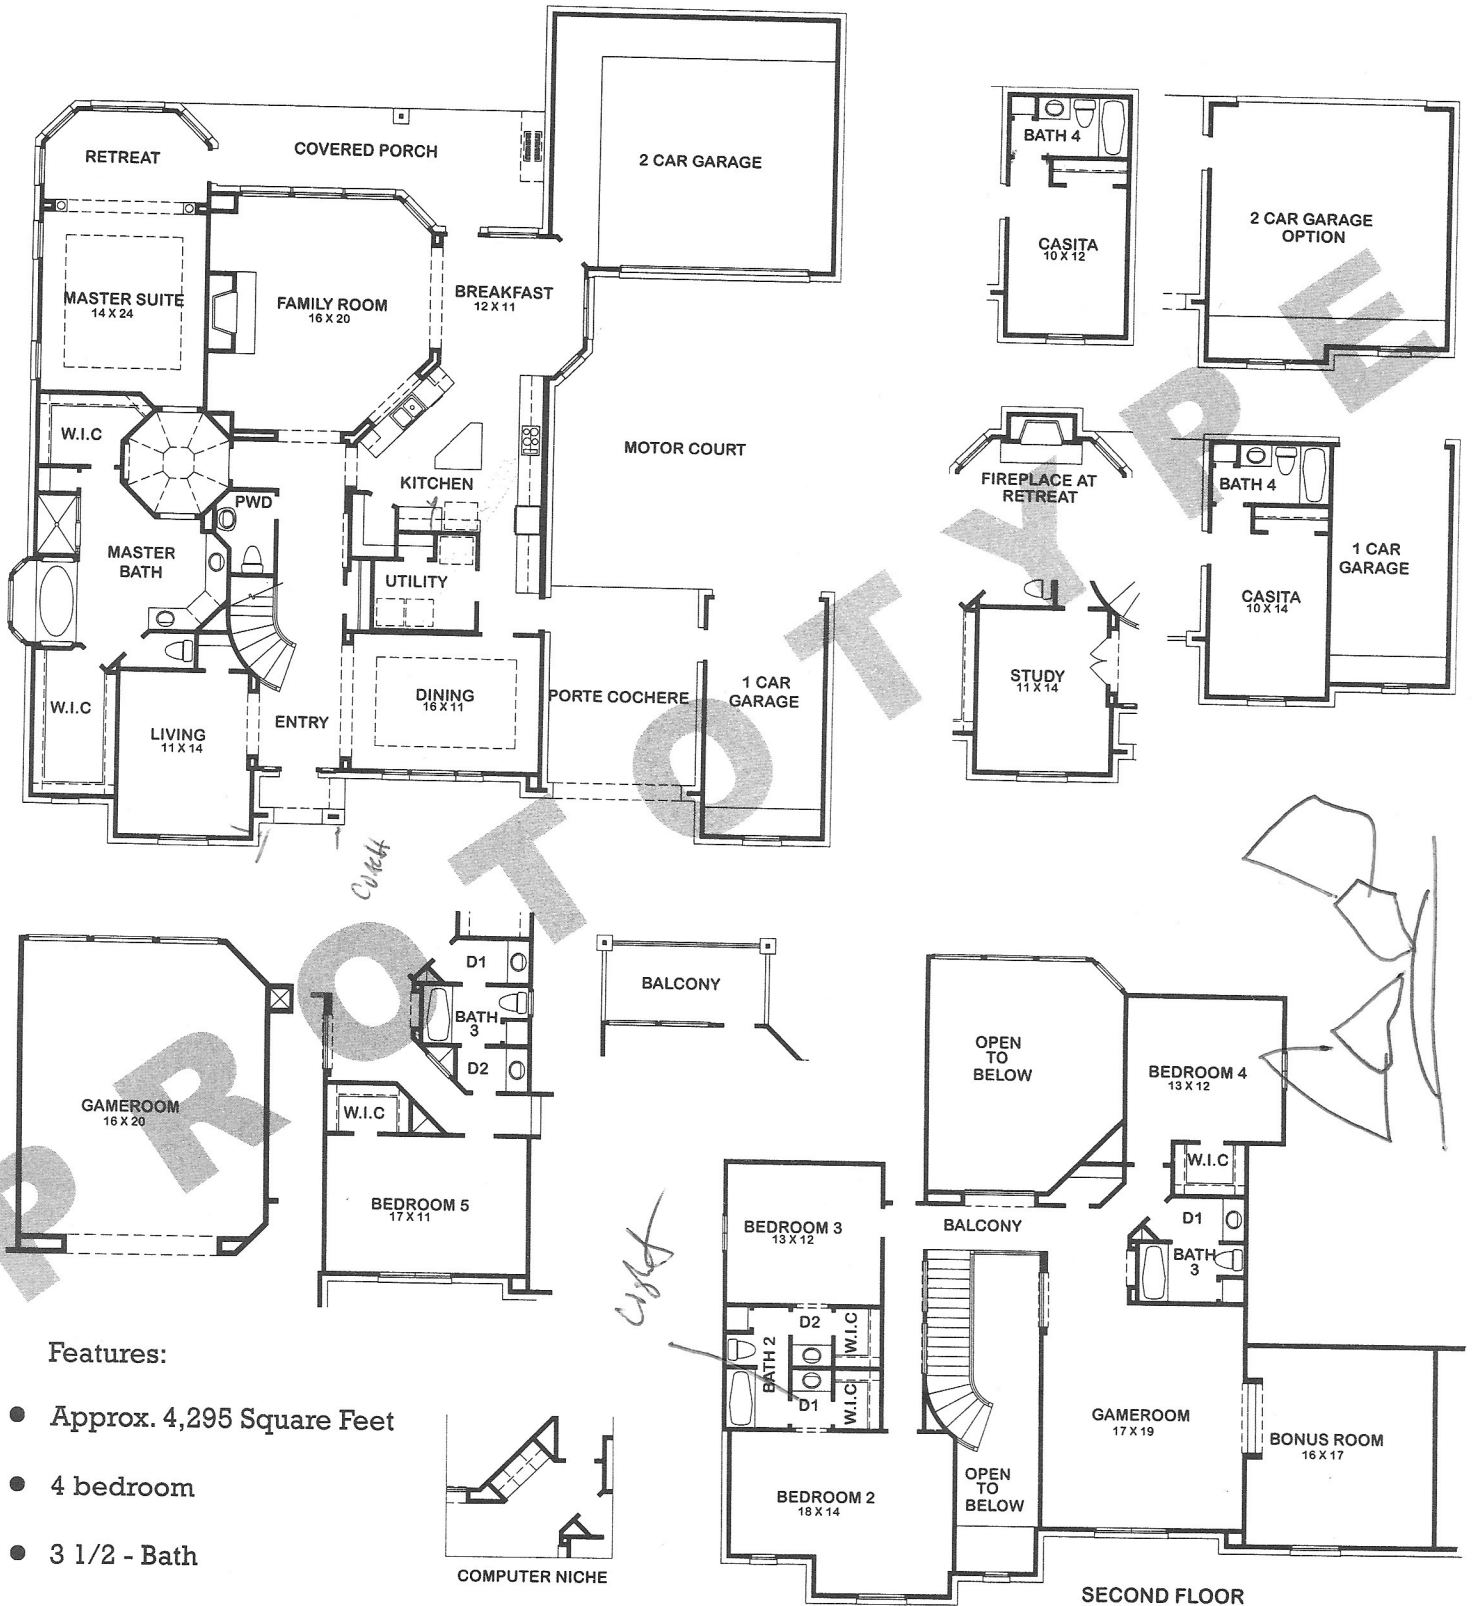 RETREAT
COVERED PORCH
2 CAR GARAGE
MASTER SUITE
14 X 24
FAMILY ROOM
16 X 20
BREAKFAST
12 X 11
W.I.C
PWD
KITCHEN
MOTOR COURT
MASTER
BATH
UTILITY
W.I.C
LIVING
11 X 14
ENTRY
DINING
16 X 11
PORTE COCHERE
1 CAR
GARAGE
BATH 4
CASITA
10 X 12
2 CAR GARAGE
OPTION
FIREPLACE AT
RETREAT
STUDY
11 X 14
BATH 4
CASITA
10 X 14
1 CAR
GARAGE
PROTOTYPE
GAMEROOM
16 X 20
D1
BATH
3
D2
W.I.C
BEDROOM 5
17 X 11
BALCONY
OPEN
TO
BELOW
BEDROOM 4
13 X 12
W.I.C
D1
BATH
3
BALCONY
BEDROOM 3
13 X 12
D2
W.I.C
BATH 2
D1
W.I.C
BEDROOM 2
18 X 14
OPEN
TO
BELOW
GAMEROOM
17 X 19
BONUS ROOM
16 X 17
SECOND FLOOR
COMPUTER NICHE
Features:
• Approx. 4,295 Square Feet
• 4 bedroom
• 3 1/2 - Bath